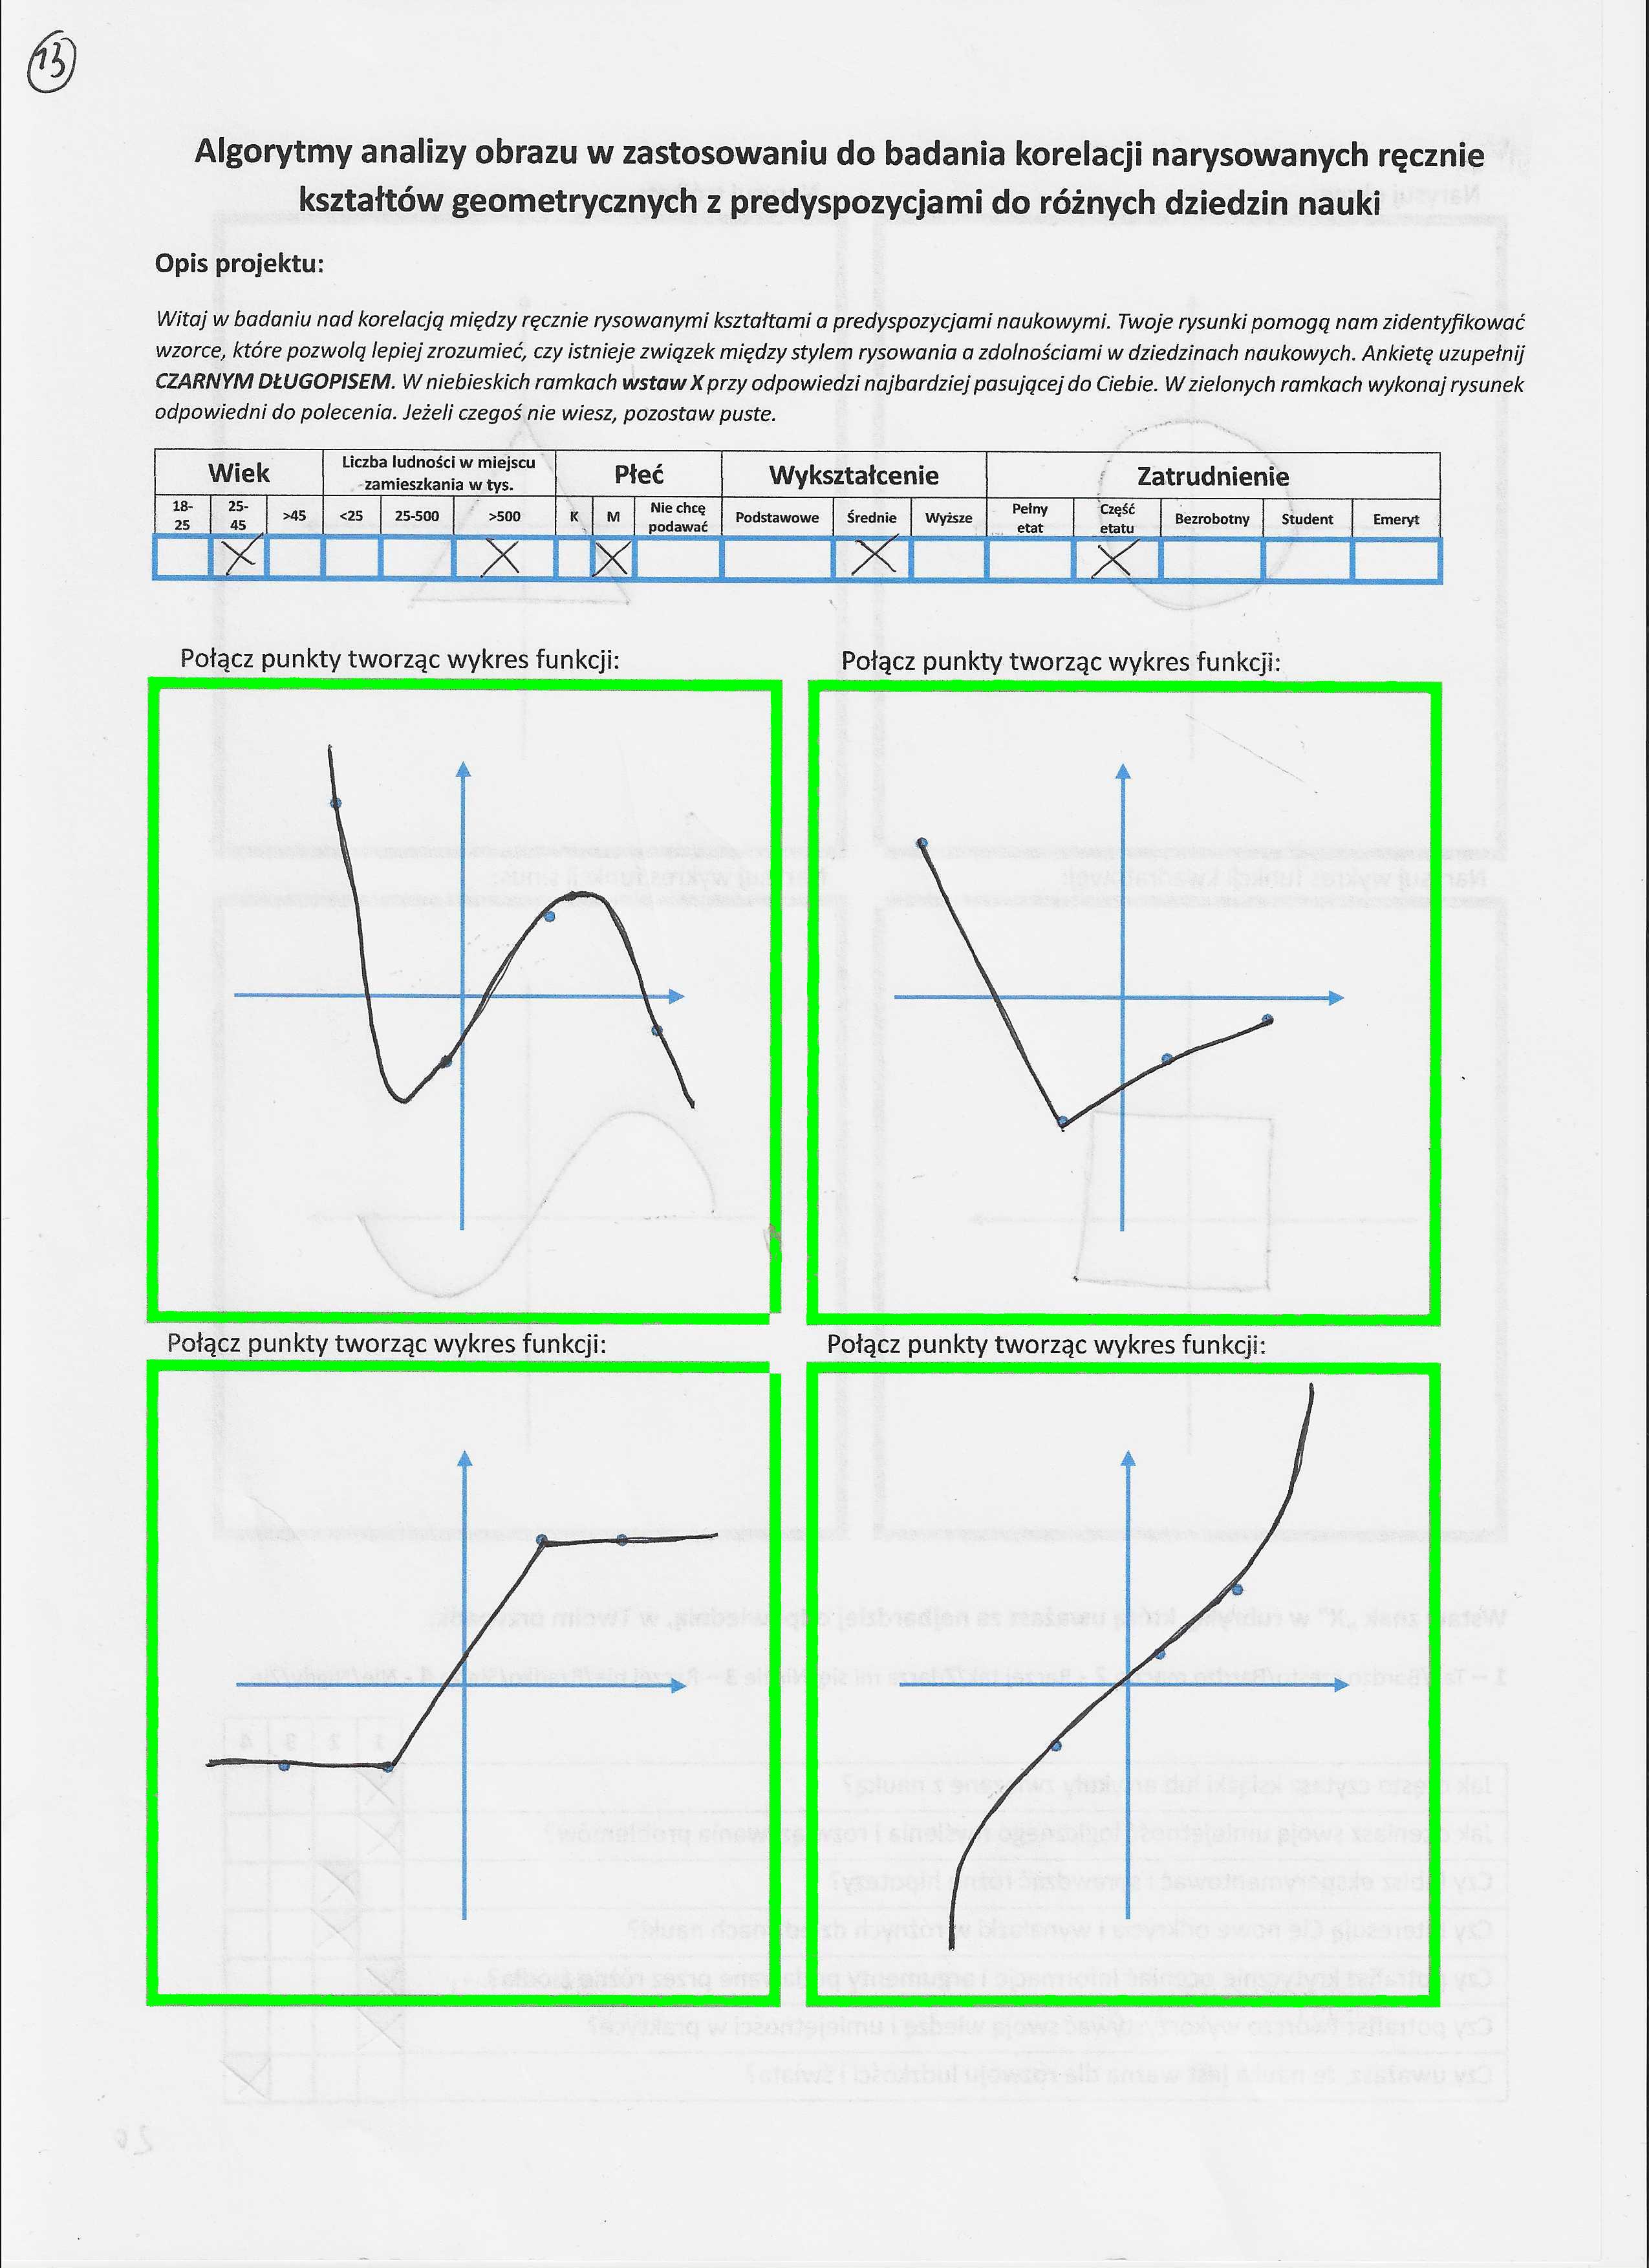 13
Algorytmy analizy obrazu w zastosowaniu do badania korelacji narysowanych ręcznie
kształtów geometrycznych z predyspozycjami do różnych dziedzin nauki
Opis projektu:
Witaj w badaniu nad korelacją między ręcznie rysowanymi kształtami a predyspozycjami naukowymi. Twoje rysunki pomogą nam zidentyfikować
wzorce, które pozwolą lepiej zrozumieć, czy istnieje związek między stylem rysowania a zdolnościami w dziedzinach naukowych. Ankietę uzupełnij
CZARNYM DŁUGOPISEM. W niebieskich ramkach wstaw X przy odpowiedzi najbardziej pasującej do Ciebie. W zielonych ramkach wykonaj rysunek
odpowiedni do polecenia. Jeżeli czegoś nie wiesz, pozostaw puste.
Wiek Liczba ludności w miejscu zamieszkania w tys. Płeć Wykształcenie Zatrudnienie
18-25 25-45 >45 <25 25-500 >500 K M Nie chcę podawać Podstawowe Średnie Wyższe Pełny etat Część etatu Bezrobotny Student Emeryt
X X X X X
Połącz punkty tworząc wykres funkcji: Połącz punkty tworząc wykres funkcji:
Połącz punkty tworząc wykres funkcji: Połącz punkty tworząc wykres funkcji: